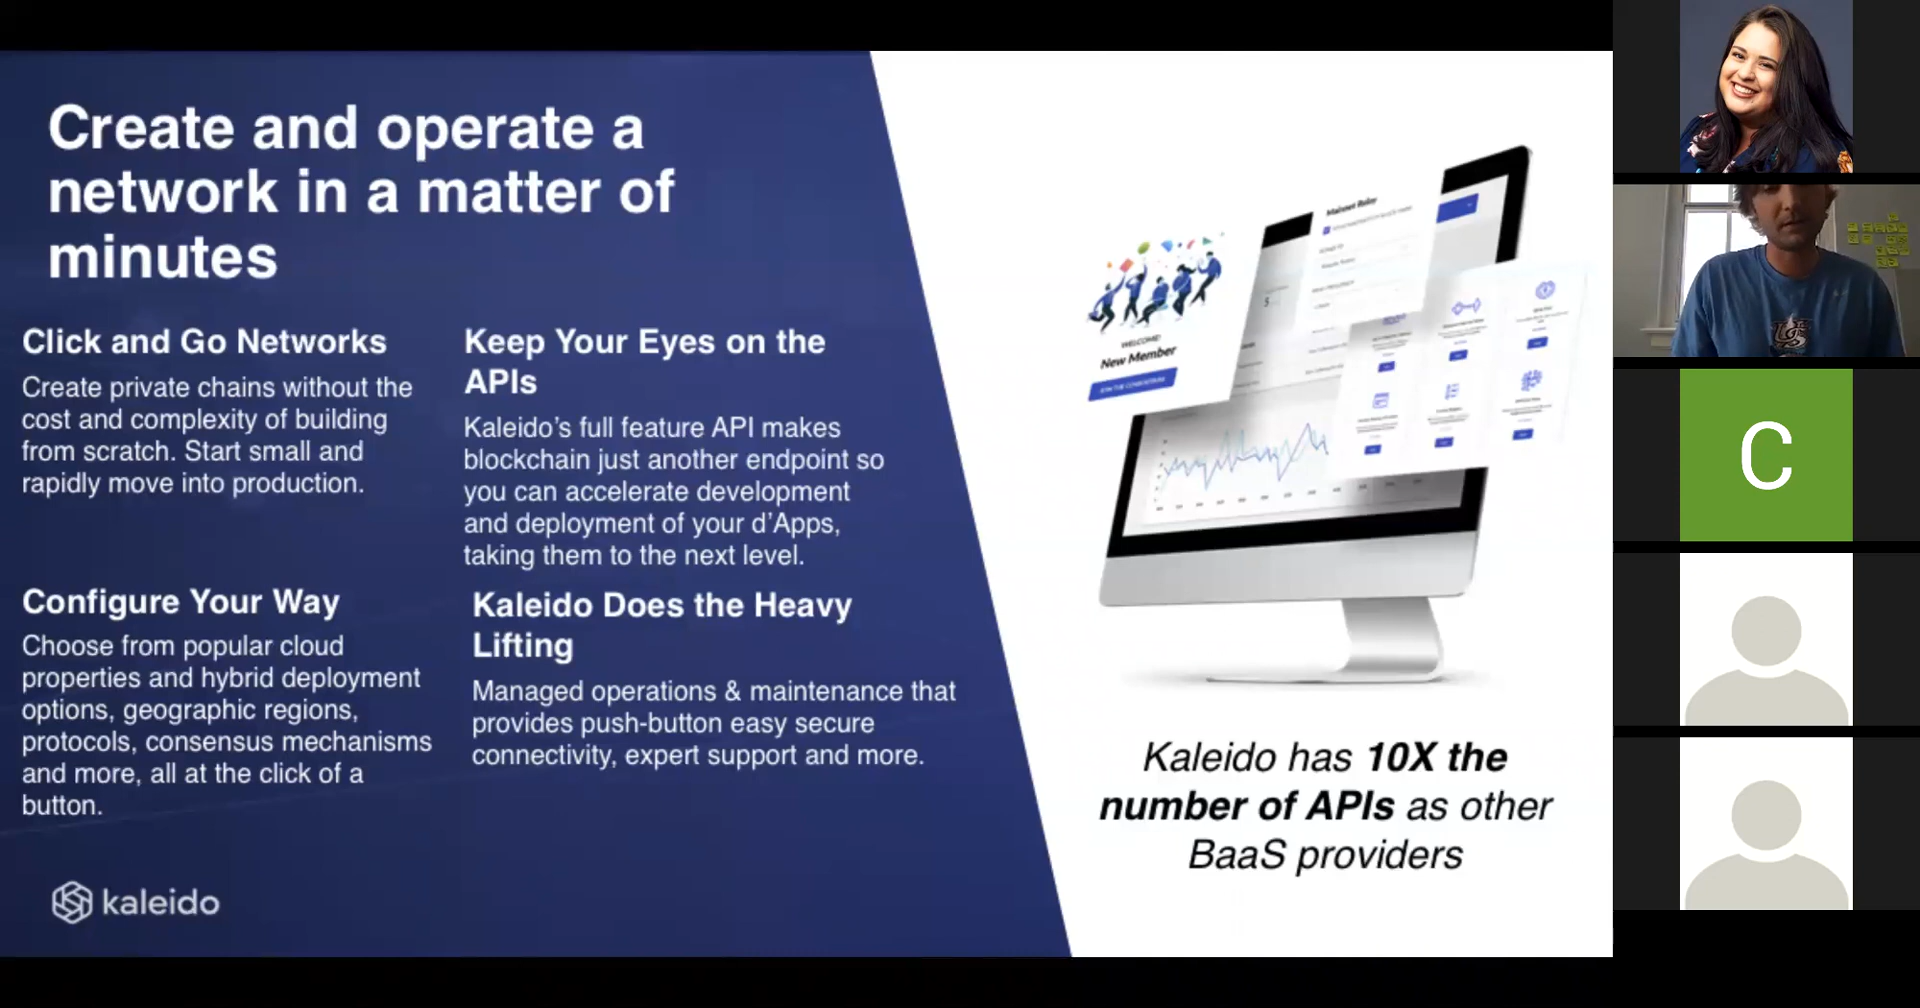 Create and operate a
network in a matter of
minutes
Click and Go Networks
Create private chains without the
cost and complexity of building
from scratch. Start small and
rapidly move into production.
Keep Your Eyes on the
APIs
Kaleido’s full feature API makes
blockchain just another endpoint so
you can accelerate development
and deployment of your d’Apps,
taking them to the next level.
Configure Your Way
Choose from popular cloud
properties and hybrid deployment
options, geographic regions,
protocols, consensus mechanisms
and more, all at the click of a
button.
Kaleido Does the Heavy
Lifting
Managed operations & maintenance that
provides push-button easy secure
connectivity, expert support and more.
kaleido
WELCOME!
New Member
JOIN THE CONSORTIUM
Mainnet Relay
Kaleido has 10X the
number of APIs as other
BaaS providers
C